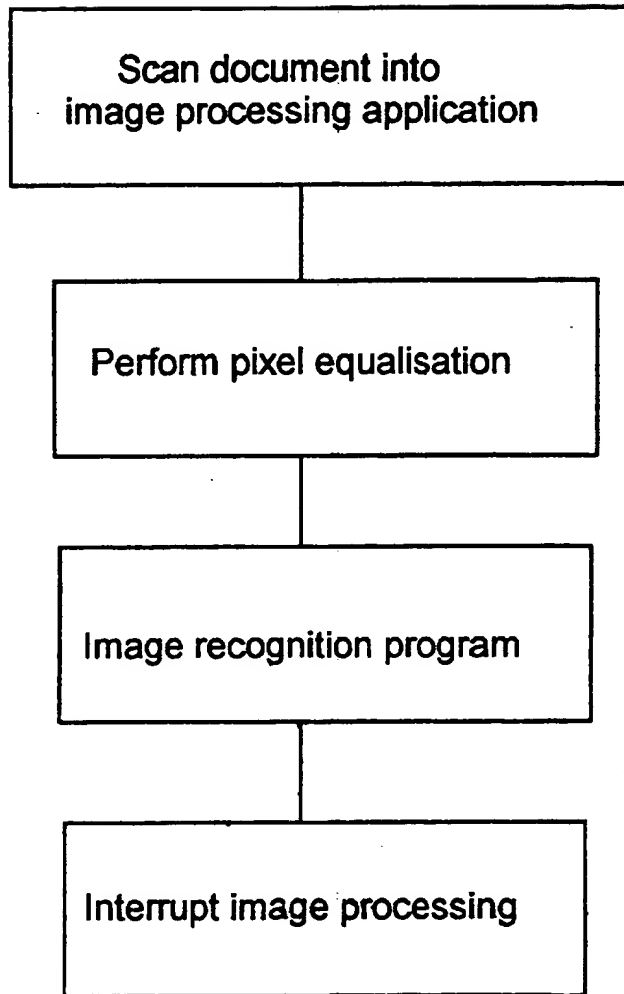 Scan document into
image processing application
Perform pixel equalisation
Image recognition program
Interrupt image processing